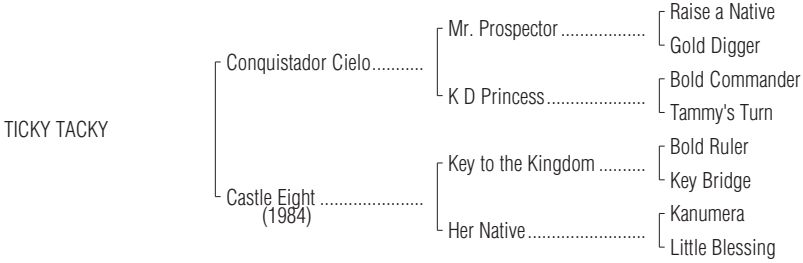 Raise a Native
Mr. Prospector ...................
Gold Digger
Conquistador Cielo...........
Bold Commander
K D Princess.....................
Tammy's Turn
TICKY TACKY
Bold Ruler
Key to the Kingdom ..........
Key Bridge
Castle Eight ......................
(1984)
Kanumera
Her Native.........................
Little Blessing